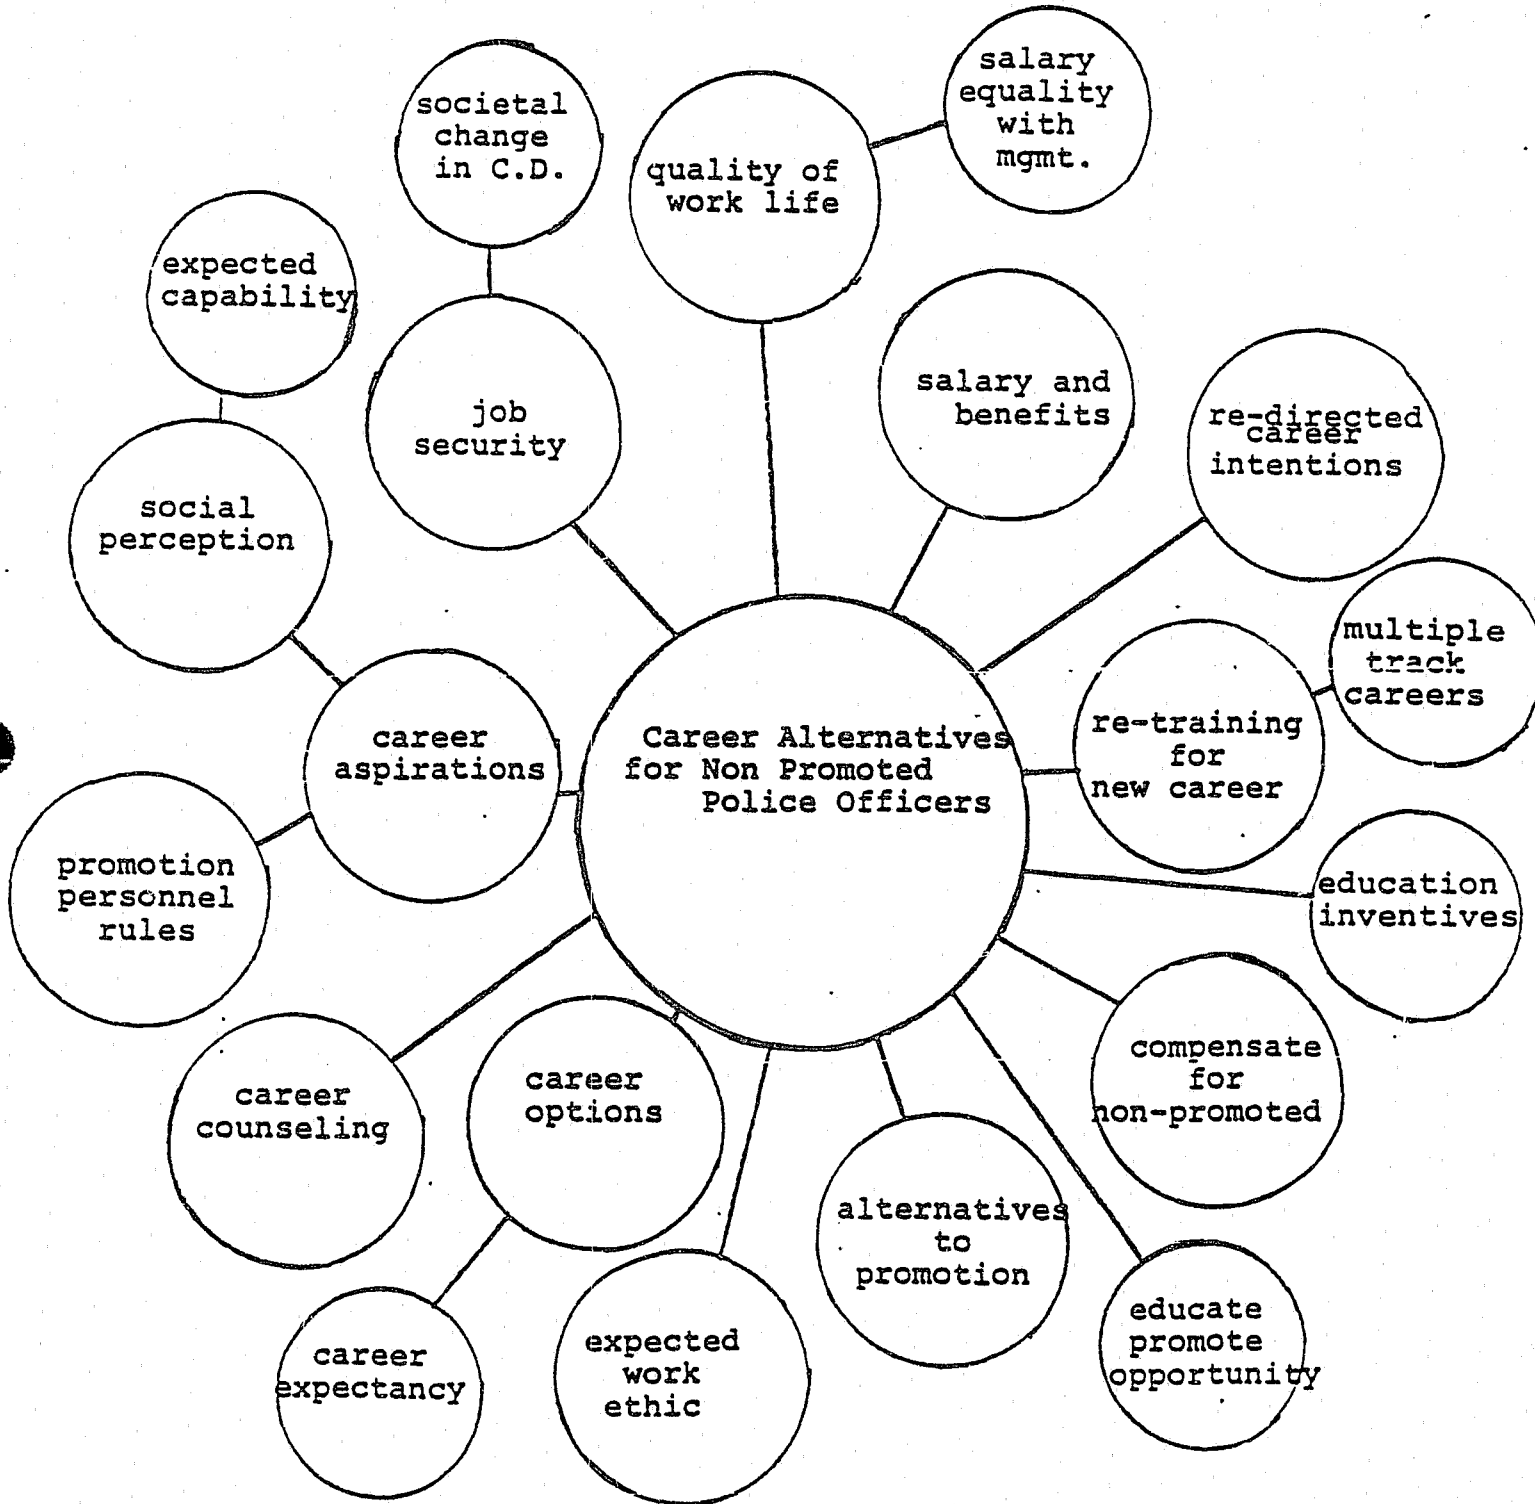 salary
equality
with
mgmt.
societal
change
in C.D.
quality of
work life
expected
capability
job
security
salary and
benefits
re-directed
career
intentions
social
perception
multiple
track
careers
career
aspirations
Career Alternatives
for Non Promoted
Police Officers
re-training
for
new career
promotion
personnel
rules
education
inventives
career
counseling
career
options
compensate
for
non-promoted
alternatives
to
promotion
career
expectancy
expected
work
ethic
educate
promote
opportunity